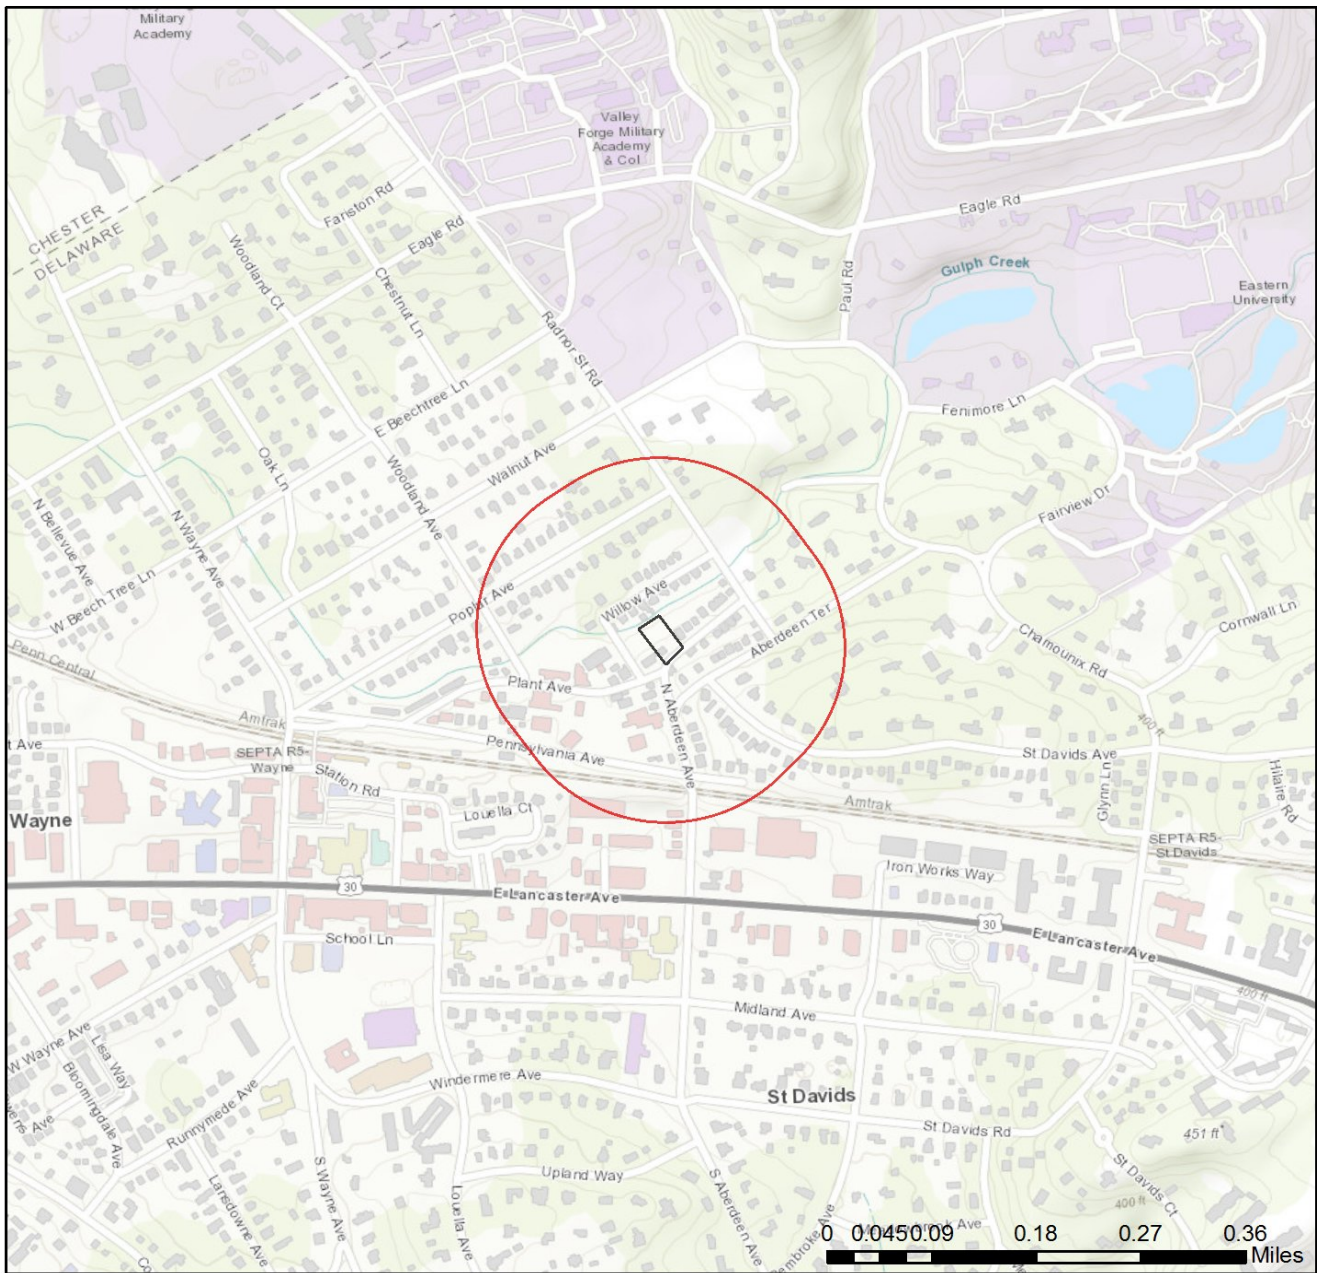 Military
Academy
Valley
Forge Military
Academy
& Col
CHESTER
DELAWARE
Fariston Rd
Eagle Rd
Eagle Rd
Woodland Ct
Chestnut Ln
Paul Rd
Gulph Creek
Eastern
University
Radnor St Rd
E Beechtree Ln
Fenimore Ln
Walnut Ave
Oak Ln
Woodland Ave
N Bellevue Ave
N Wayne Ave
Fairview Dr
W Beech Tree Ln
Poplar Ave
Willow Ave
Aberdeen Ter
Cornwall Ln
Chamounix Rd
Penn Central
Plant Ave
N Aberdeen Ave
400 ft
Amtrak
t Ave
SEPTA R5-
Wayne
Pennsylvania Ave
St Davids Ave
Station Rd
Glynn Ln
Hilaire Rd
Amtrak
Louella Ct
Wayne
SEPTA R5-
St Davids
Iron Works Way
30
E Lancaster Ave
30
E Lancaster Ave
School Ln
400 ft
Midland Ave
W Wayne Ave
Lisa Way
Bloomingdale Ave
Windermere Ave
St Davids
Runnymede Ave
St Davids Rd
451 ft
Upland Way
S Wayne Ave
Lansdowne Ave
Louella Ave
S Aberdeen Ave
St Davids Ct
400 ft
0 0.045 0.09 0.18 0.27 0.36
Miles